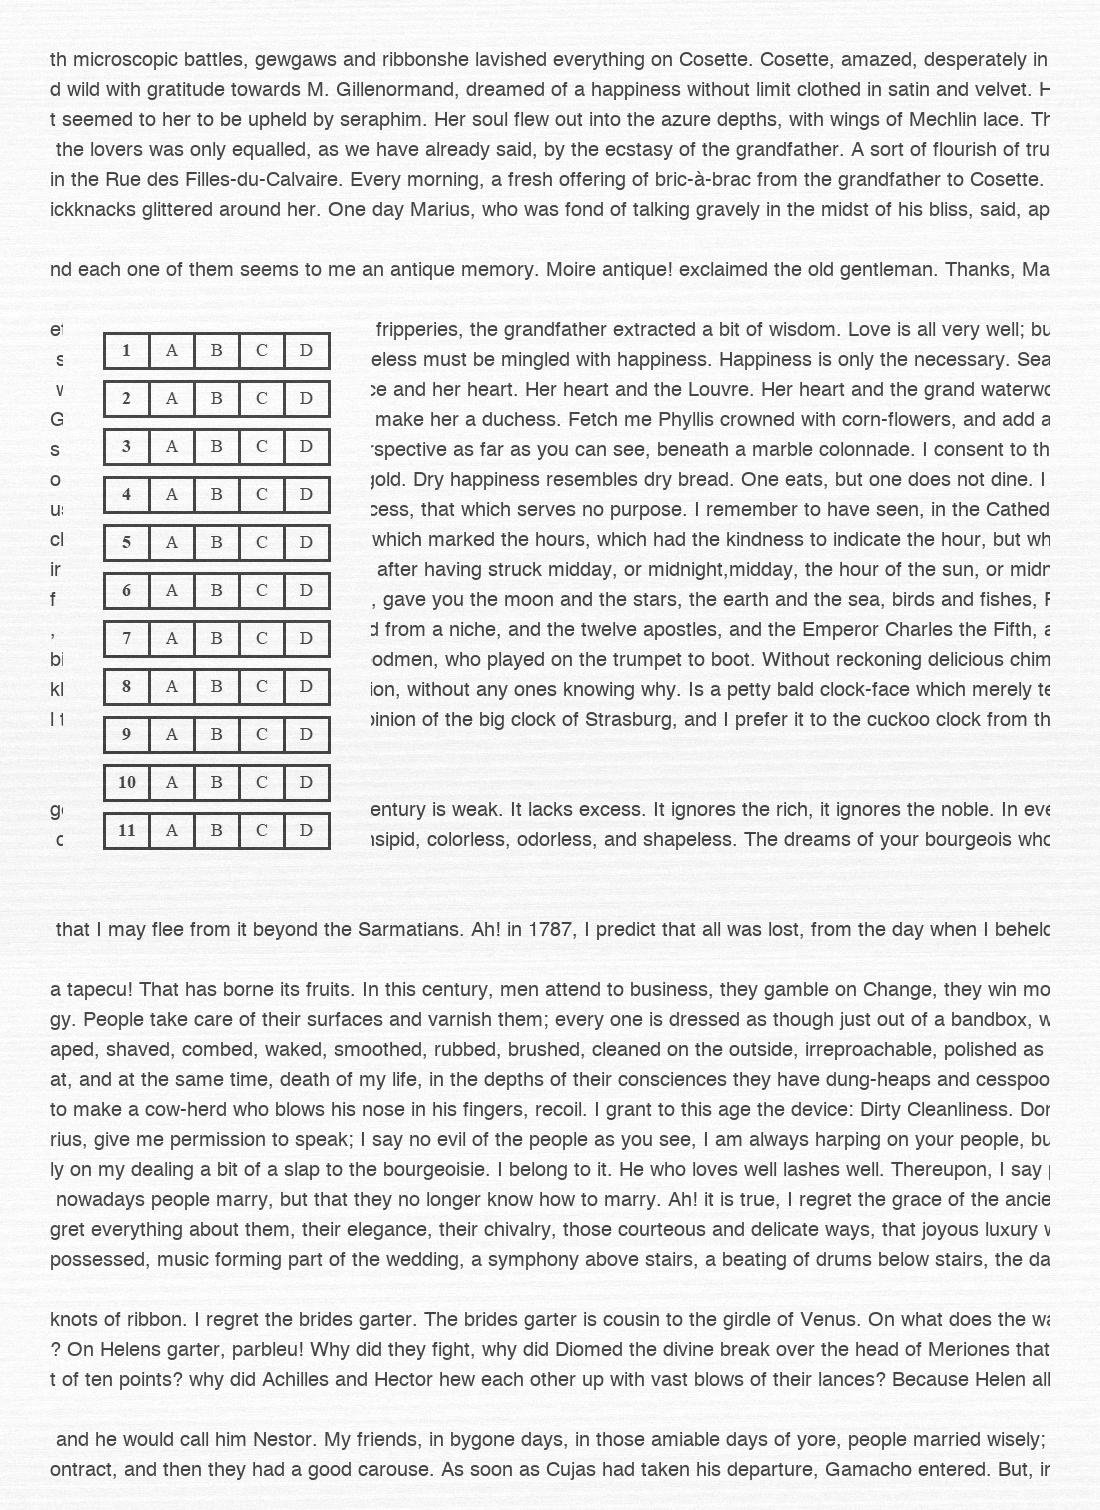 th microscopic battles, gewgaws and ribbonshe lavished everything on Cosette. Cosette, amazed, desperately in
d wild with gratitude towards M. Gillenormand, dreamed of a happiness without limit clothed in satin and velvet.
t seemed to her to be upheld by seraphim. Her soul flew out into the azure depths, with wings of Mechlin lace.
the lovers was only equalled, as we have already said, by the ecstasy of the grandfather. A sort of flourish of tru
in the Rue des Filles-du-Calvaire. Every morning, a fresh offering of bric-à-brac from the grandfather to Cosette.
ickknacks glittered around her. One day Marius, who was fond of talking gravely in the midst of his bliss, said, ap
nd each one of them seems to me an antique memory. Moire antique! exclaimed the old gentleman. Thanks, Ma
fripperies, the grandfather extracted a bit of wisdom. Love is all very well; bu
s eless must be mingled with happiness. Happiness is only the necessary. Sea
ce and her heart. Her heart and the Louvre. Her heart and the grand waterwo
G make her a duchess. Fetch me Phyllis crowned with corn-flowers, and add a
s rspective as far as you can see, beneath a marble colonnade. I consent to th
o gold. Dry happiness resembles dry bread. One eats, but one does not dine. I
cess, that which serves no purpose. I remember to have seen, in the Cathed
which marked the hours, which had the kindness to indicate the hour, but wh
ir after having struck midday, or midnight,midday, the hour of the sun, or midn
f , gave you the moon and the stars, the earth and the sea, birds and fishes,
, d from a niche, and the twelve apostles, and the Emperor Charles the Fifth, a
bi odmen, who played on the trumpet to boot. Without reckoning delicious chim
ion, without any ones knowing why. Is a petty bald clock-face which merely te
pinion of the big clock of Strasburg, and I prefer it to the cuckoo clock from th
entury is weak. It lacks excess. It ignores the rich, it ignores the noble. In eve
nsipid, colorless, odorless, and shapeless. The dreams of your bourgeois who
1 A B C D
2 A B C D
3 A B C D
4 A B C D
5 A B C D
6 A B C D
7 A B C D
8 A B C D
9 A B C D
10 A B C D
11 A B C D
that I may flee from it beyond the Sarmatians. Ah! in 1787, I predict that all was lost, from the day when I beheld
a tapecu! That has borne its fruits. In this century, men attend to business, they gamble on Change, they win mo
gy. People take care of their surfaces and varnish them; every one is dressed as though just out of a bandbox, w
aped, shaved, combed, waked, smoothed, rubbed, brushed, cleaned on the outside, irreproachable, polished as
at, and at the same time, death of my life, in the depths of their consciences they have dung-heaps and cesspoo
to make a cow-herd who blows his nose in his fingers, recoil. I grant to this age the device: Dirty Cleanliness. Don
rius, give me permission to speak; I say no evil of the people as you see, I am always harping on your people, bu
ly on my dealing a bit of a slap to the bourgeoisie. I belong to it. He who loves well lashes well. Thereupon, I say
nowadays people marry, but that they no longer know how to marry. Ah! it is true, I regret the grace of the ancie
gret everything about them, their elegance, their chivalry, those courteous and delicate ways, that joyous luxury w
possessed, music forming part of the wedding, a symphony above stairs, a beating of drums below stairs, the da
knots of ribbon. I regret the brides garter. The brides garter is cousin to the girdle of Venus. On what does the wa
? On Helens garter, parbleu! Why did they fight, why did Diomed the divine break over the head of Meriones that
t of ten points? why did Achilles and Hector hew each other up with vast blows of their lances? Because Helen all
and he would call him Nestor. My friends, in bygone days, in those amiable days of yore, people married wisely;
ontract, and then they had a good carouse. As soon as Cujas had taken his departure, Gamacho entered. But, in